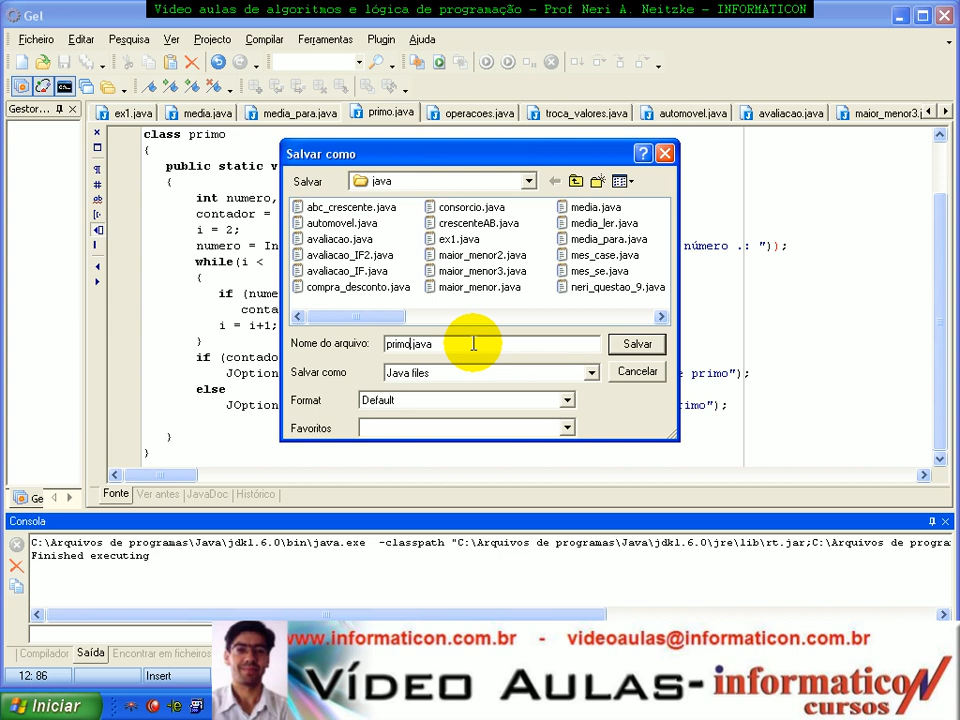 Vídeo aulas de algoritmos e lógica de programação – Prof Neri A. Neitzke – INFORMATICON
Gel
Ficheiro Editar Pesquisa Ver Projecto Compilar Ferramentas Plugin Ajuda
Gestor...
ex1.java media.java media_para.java primo.java operacoes.java troca_valores.java automovel.java avaliacao.java maior_menor3.j
class primo
{
public static v
{
int numero,
contador =
i = 2;
numero = In
número .: "));
while(i <
{
if (nume
conta
i = i+1;
}
if (contado
JOption
e primo");
else
JOption
imo");
}
}
Salvar como
Salvar java
abc_crescente.java consorcio.java media.java
automovel.java crescenteAB.java media_ler.java
avaliacao.java ex1.java media_para.java
avaliacao_IF2.java maior_menor2.java mes_case.java
avaliacao_IF.java maior_menor3.java mes_se.java
compra_desconto.java maior_menor.java neri_questao_9.java
Nome do arquivo: primo.java Salvar
Salvar como Java files Cancelar
Format Default
Favoritos
Ge Fonte Ver antes JavaDoc Histórico
Consola
C:\Arquivos de programas\Java\jdk1.6.0\bin\java.exe -classpath "C:\Arquivos de programas\Java\jdk1.6.0\jre\lib\rt.jar;C:\Arquivos de progra
Finished executing
Compilador Saída Encontrar em ficheiros
12: 86 Insert
Iniciar
www.informaticon.com.br - videoaulas@informaticon.com.br
Vídeo Aulas- informaticon
cursos